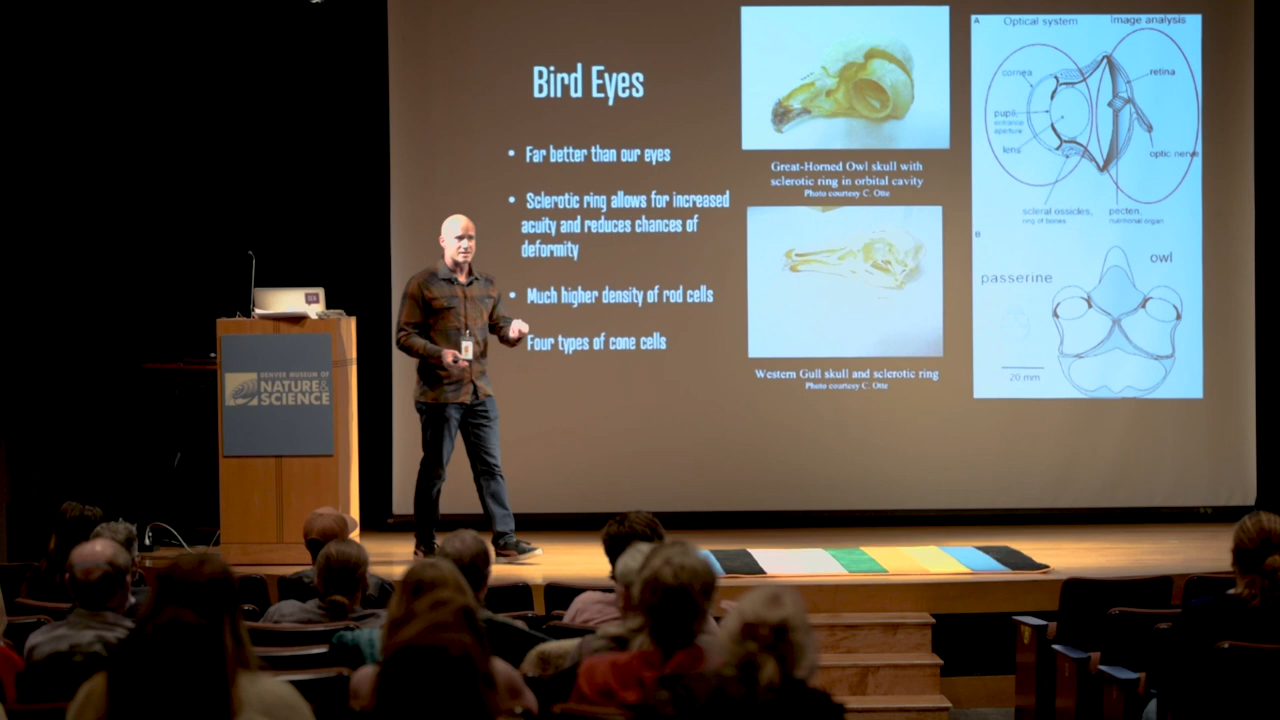 Bird Eyes
• Far better than our eyes
• Sclerotic ring allows for increased
acuity and reduces chances of
deformity
• Much higher density of rod cells
Four types of cone cells
Great-Horned Owl skull with
sclerotic ring in orbital cavity
Photo courtesy C. Otte
Western Gull skull and sclerotic ring
Photo courtesy C. Otte
A
Optical system
Image analysis
cornea
retina
pupil,
entrance
aperture
lens
optic nerve
scleral ossicles,
ring of bones
pecten,
nutritional organ
B
owl
passerine
20 mm
DENVER MUSEUM OF
NATURE &
SCIENCE